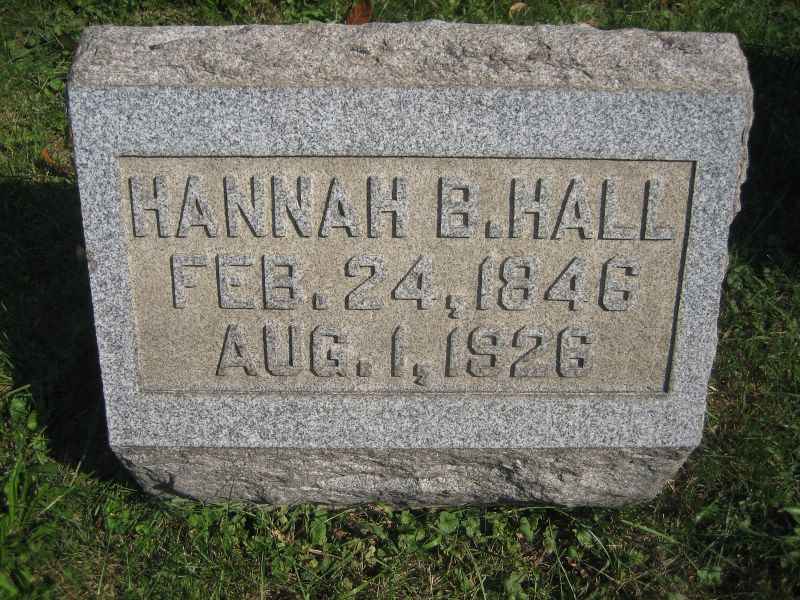 HANNAH B. HALL
FEB. 24, 1846
AUG. 1, 1926